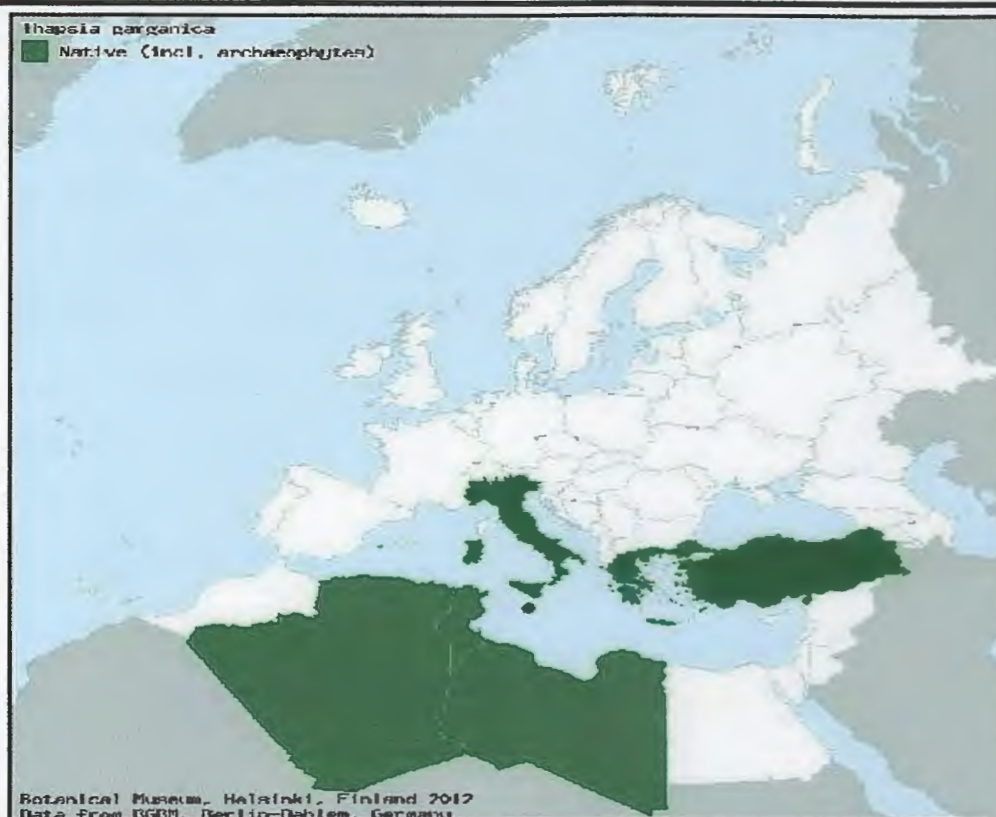 Thapsia garganica
Native (incl. archaeophytes)
Botanical Museum, Helsinki, Finland 2012
Data from BGBM, Berlin-Dahlem, Germany